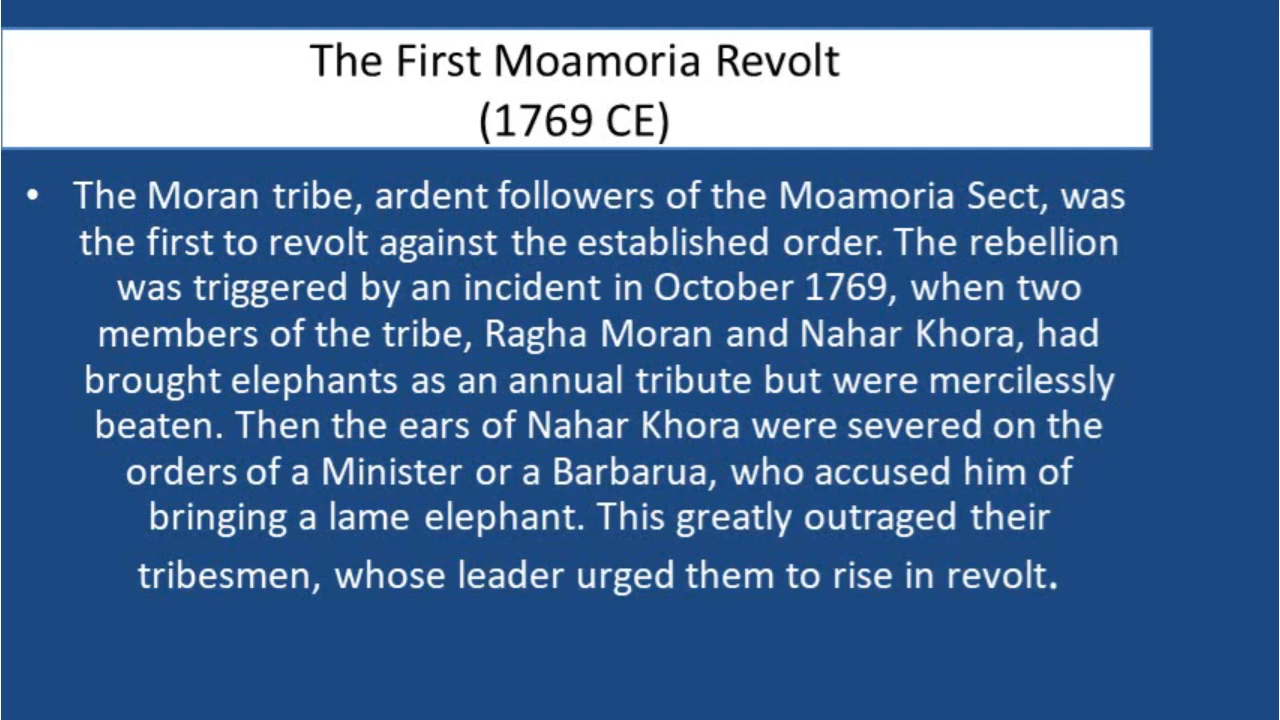 The First Moamoria Revolt
(1769 CE)
• The Moran tribe, ardent followers of the Moamoria Sect, was
the first to revolt against the established order. The rebellion
was triggered by an incident in October 1769, when two
members of the tribe, Ragha Moran and Nahar Khora, had
brought elephants as an annual tribute but were mercilessly
beaten. Then the ears of Nahar Khora were severed on the
orders of a Minister or a Barbarua, who accused him of
bringing a lame elephant. This greatly outraged their
tribesmen, whose leader urged them to rise in revolt.